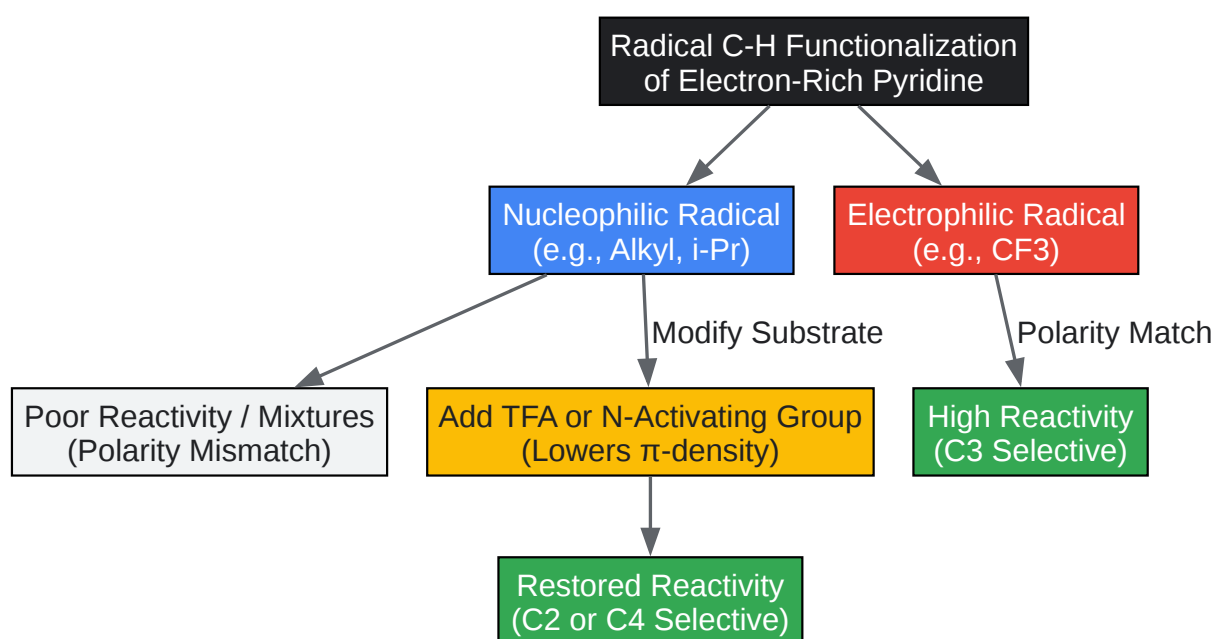 Radical C-H Functionalization
of Electron-Rich Pyridine
Nucleophilic Radical
(e.g., Alkyl, i-Pr)
Electrophilic Radical
(e.g., CF3)
Modify Substrate
Polarity Match
Poor Reactivity / Mixtures
(Polarity Mismatch)
Add TFA or N-Activating Group
(Lowers π-density)
High Reactivity
(C3 Selective)
Restored Reactivity
(C2 or C4 Selective)